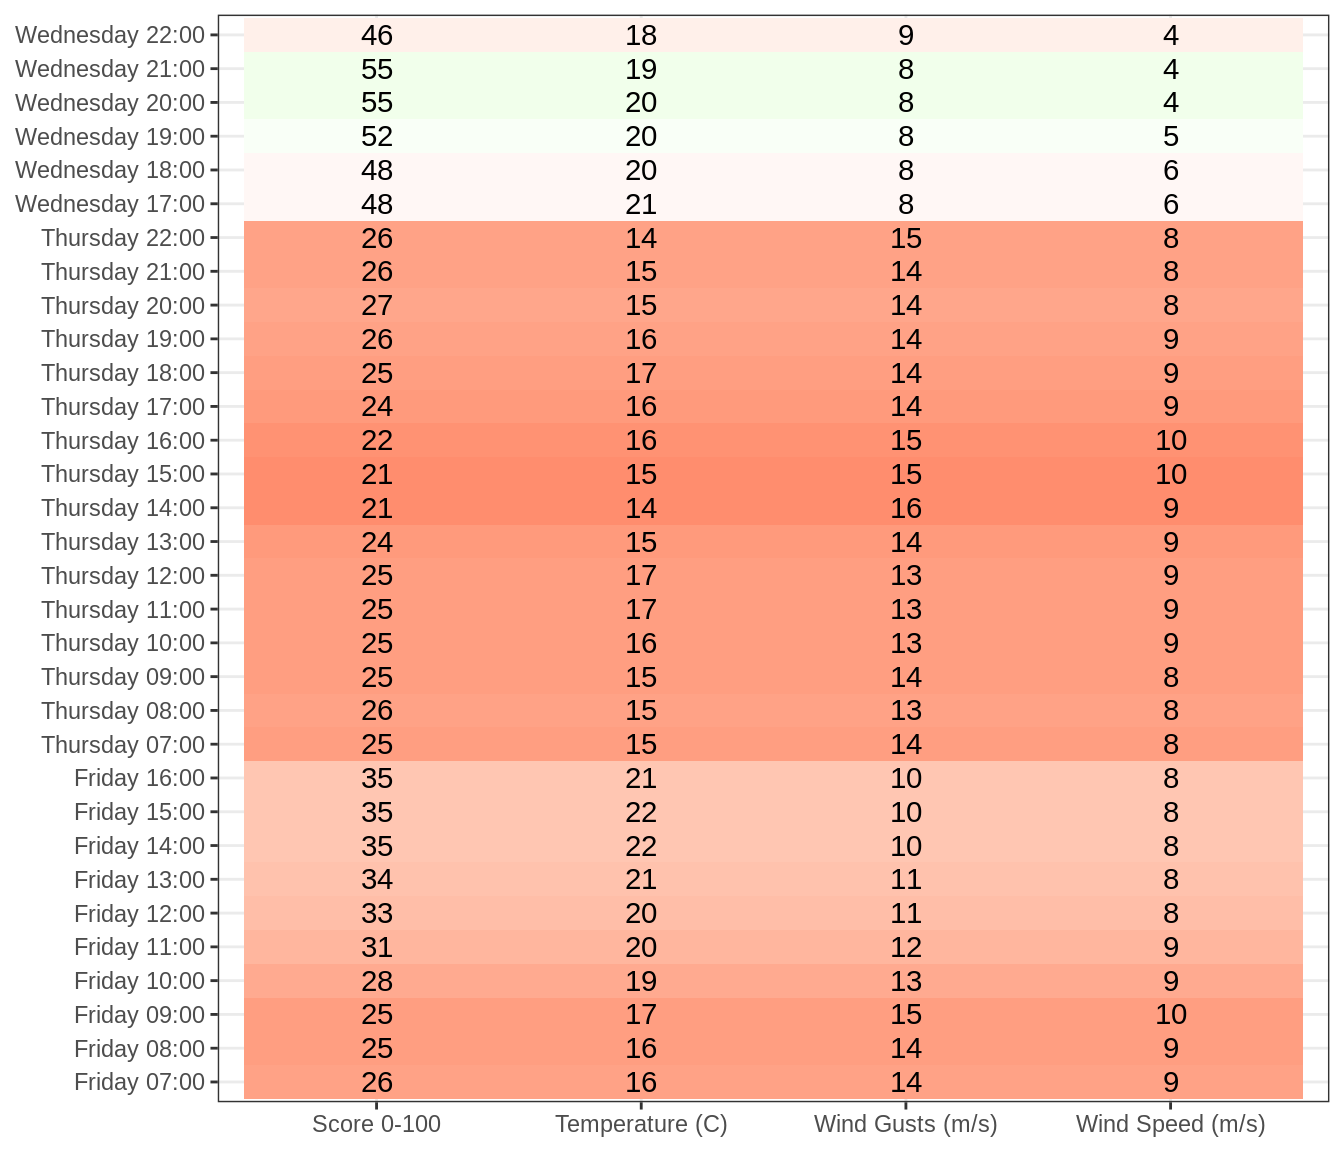 Wednesday 22:00 46 18 9 4
Wednesday 21:00 55 19 8 4
Wednesday 20:00 55 20 8 4
Wednesday 19:00 52 20 8 5
Wednesday 18:00 48 20 8 6
Wednesday 17:00 48 21 8 6
Thursday 22:00 26 14 15 8
Thursday 21:00 26 15 14 8
Thursday 20:00 27 15 14 8
Thursday 19:00 26 16 14 9
Thursday 18:00 25 17 14 9
Thursday 17:00 24 16 14 9
Thursday 16:00 22 16 15 10
Thursday 15:00 21 15 15 10
Thursday 14:00 21 14 16 9
Thursday 13:00 24 15 14 9
Thursday 12:00 25 17 13 9
Thursday 11:00 25 17 13 9
Thursday 10:00 25 16 13 9
Thursday 09:00 25 15 14 8
Thursday 08:00 26 15 13 8
Thursday 07:00 25 15 14 8
Friday 16:00 35 21 10 8
Friday 15:00 35 22 10 8
Friday 14:00 35 22 10 8
Friday 13:00 34 21 11 8
Friday 12:00 33 20 11 8
Friday 11:00 31 20 12 9
Friday 10:00 28 19 13 9
Friday 09:00 25 17 15 10
Friday 08:00 25 16 14 9
Friday 07:00 26 16 14 9
Score 0-100 Temperature (C) Wind Gusts (m/s) Wind Speed (m/s)